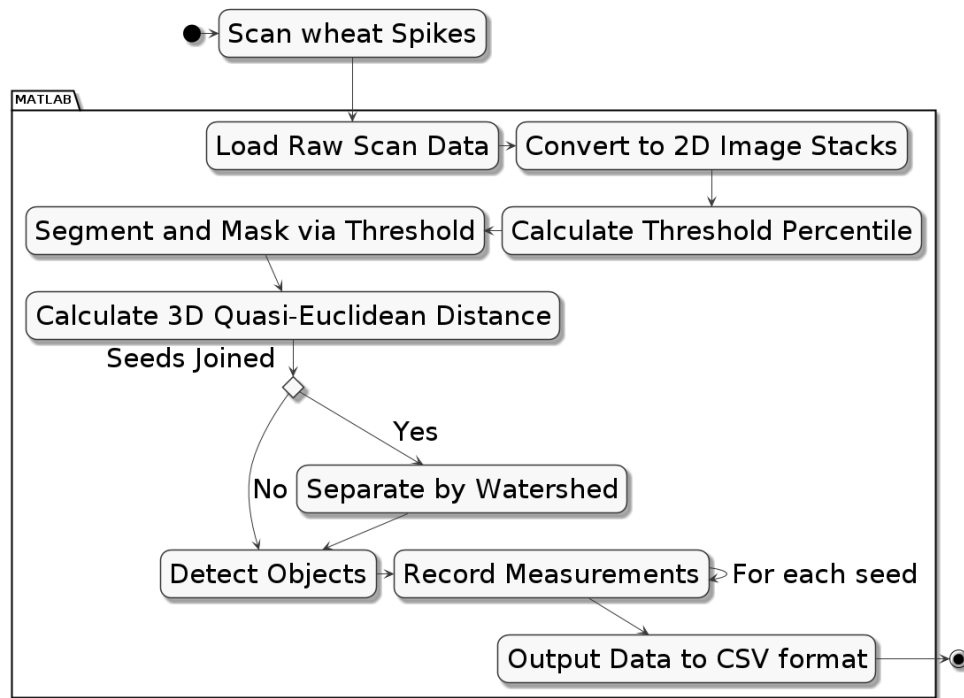 Scan wheat Spikes
MATLAB
Load Raw Scan Data
Convert to 2D Image Stacks
Segment and Mask via Threshold
Calculate Threshold Percentile
Calculate 3D Quasi-Euclidean Distance
Seeds Joined
Yes
No
Separate by Watershed
Detect Objects
Record Measurements
For each seed
Output Data to CSV format